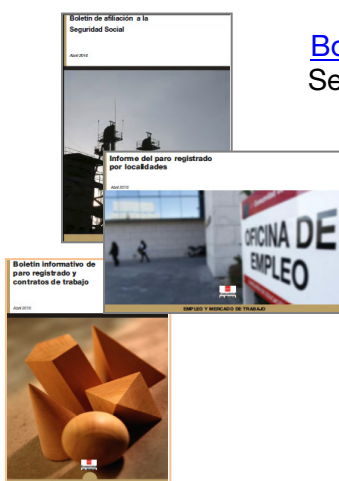 Boletín de afiliación a la
Seguridad Social
Abril 2016
Bo
Se
Informe del paro registrado
por localidades
Abril 2016
OFICINA DE
EMPLEO
EMPLEO Y MERCADO DE TRABAJO
Boletín informativo de
paro registrado y
contratos de trabajo
Abril 2016